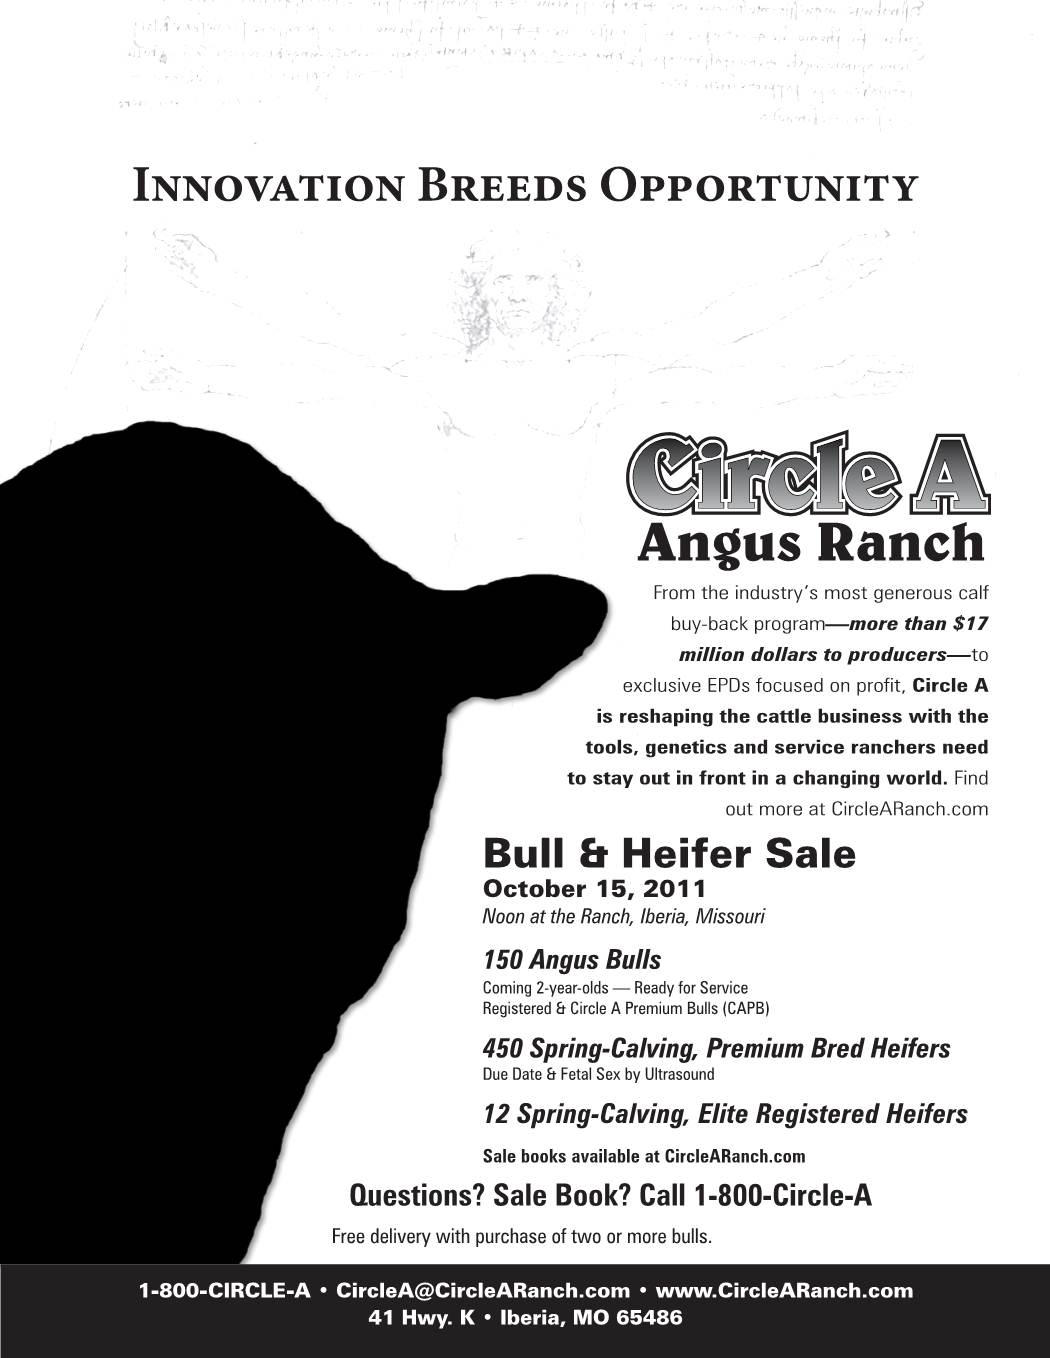 Innovation Breeds Opportunity
Circle A
Angus Ranch
From the industry's most generous calf
buy-back program—more than $17
million dollars to producers—to
exclusive EPDs focused on profit, Circle A
is reshaping the cattle business with the
tools, genetics and service ranchers need
to stay out in front in a changing world. Find
out more at CircleARanch.com
Bull & Heifer Sale
October 15, 2011
Noon at the Ranch, Iberia, Missouri
150 Angus Bulls
Coming 2-year-olds — Ready for Service
Registered & Circle A Premium Bulls (CAPB)
450 Spring-Calving, Premium Bred Heifers
Due Date & Fetal Sex by Ultrasound
12 Spring-Calving, Elite Registered Heifers
Sale books available at CircleARanch.com
Questions? Sale Book? Call 1-800-Circle-A
Free delivery with purchase of two or more bulls.
1-800-CIRCLE-A • CircleA@CircleARanch.com • www.CircleARanch.com
41 Hwy. K • Iberia, MO 65486